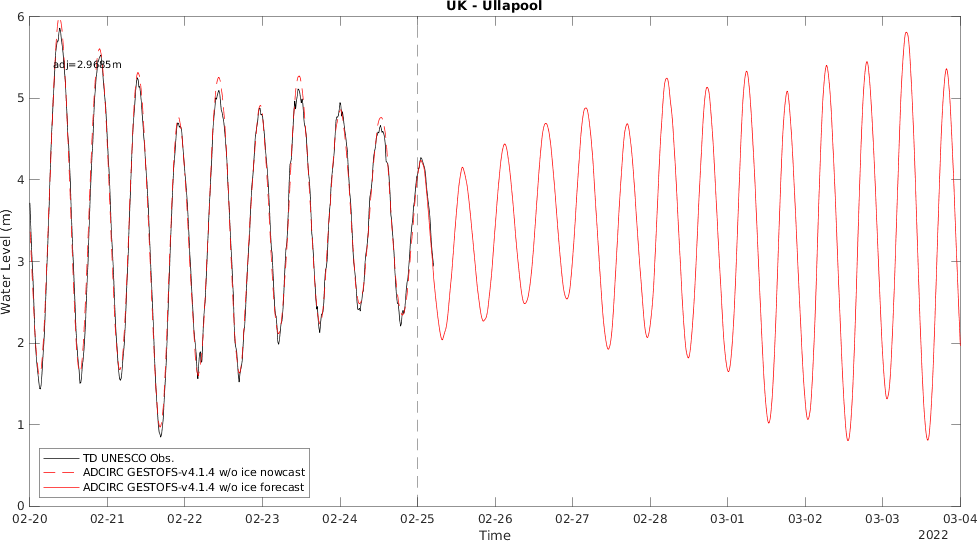 UK - Ullapool
6
5
4
3
2
1
0
Water Level (m)
adj=2.9685m
TD UNESCO Obs.
ADCIRC GESTOFS-v4.1.4 w/o ice nowcast
ADCIRC GESTOFS-v4.1.4 w/o ice forecast
02-20 02-21 02-22 02-23 02-24 02-25 02-26 02-27 02-28 03-01 03-02 03-03 03-04
Time
2022